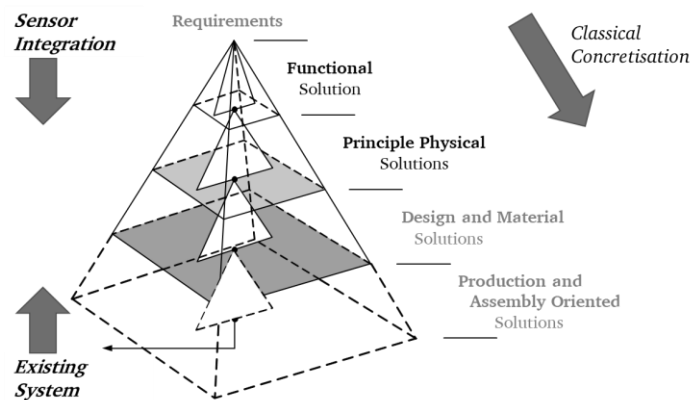 Sensor
Integration
Requirements
Classical
Concretisation
Functional
Solution
Principle Physical
Solutions
Design and Material
Solutions
Production and
Assembly Oriented
Solutions
Existing
System